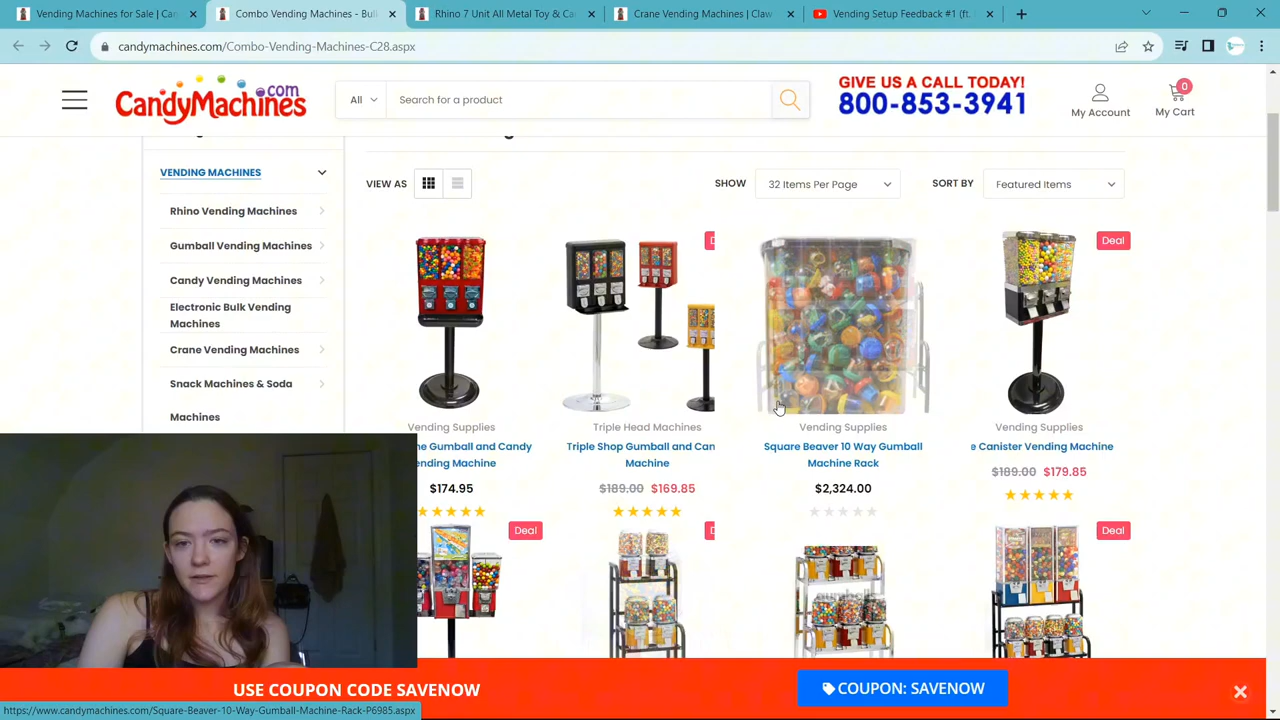 Machines for Sale | Can
Combo Vending Machines - Bul
Rhino 7 Unit All Metal Toy & Ca
Crane Vending Machines | Claw
Vending Setup Feedback #1 (ft.
candymachines.com/Combo-Vending-Machines-C28.aspx
CandyMachines.com
All
Search for a product
GIVE US A CALL TODAY!
800-853-3941
My Account
0
My Cart
VENDING MACHINES
Rhino Vending Machines
Gumball Vending Machines
Candy Vending Machines
Electronic Bulk Vending
Machines
Crane Vending Machines
Snack Machines & Soda
Machines
VIEW AS
SHOW
32 Items Per Page
SORT BY
Featured Items
D
Deal
Vending Supplies
Triple Head Machines
Vending Supplies
Vending Supplies
ne Gumball and Candy
ending Machine
Triple Shop Gumball and Can
Machine
Square Beaver 10 Way Gumball
Machine Rack
e Canister Vending Machine
$174.95
$189.00 $169.85
$2,324.00
$189.00 $179.85
Deal
D
Deal
USE COUPON CODE SAVENOW
COUPON: SAVENOW
https://www.candymachines.com/Square-Beaver-10-Way-Gumball-Machine-Rack-P6985.aspx